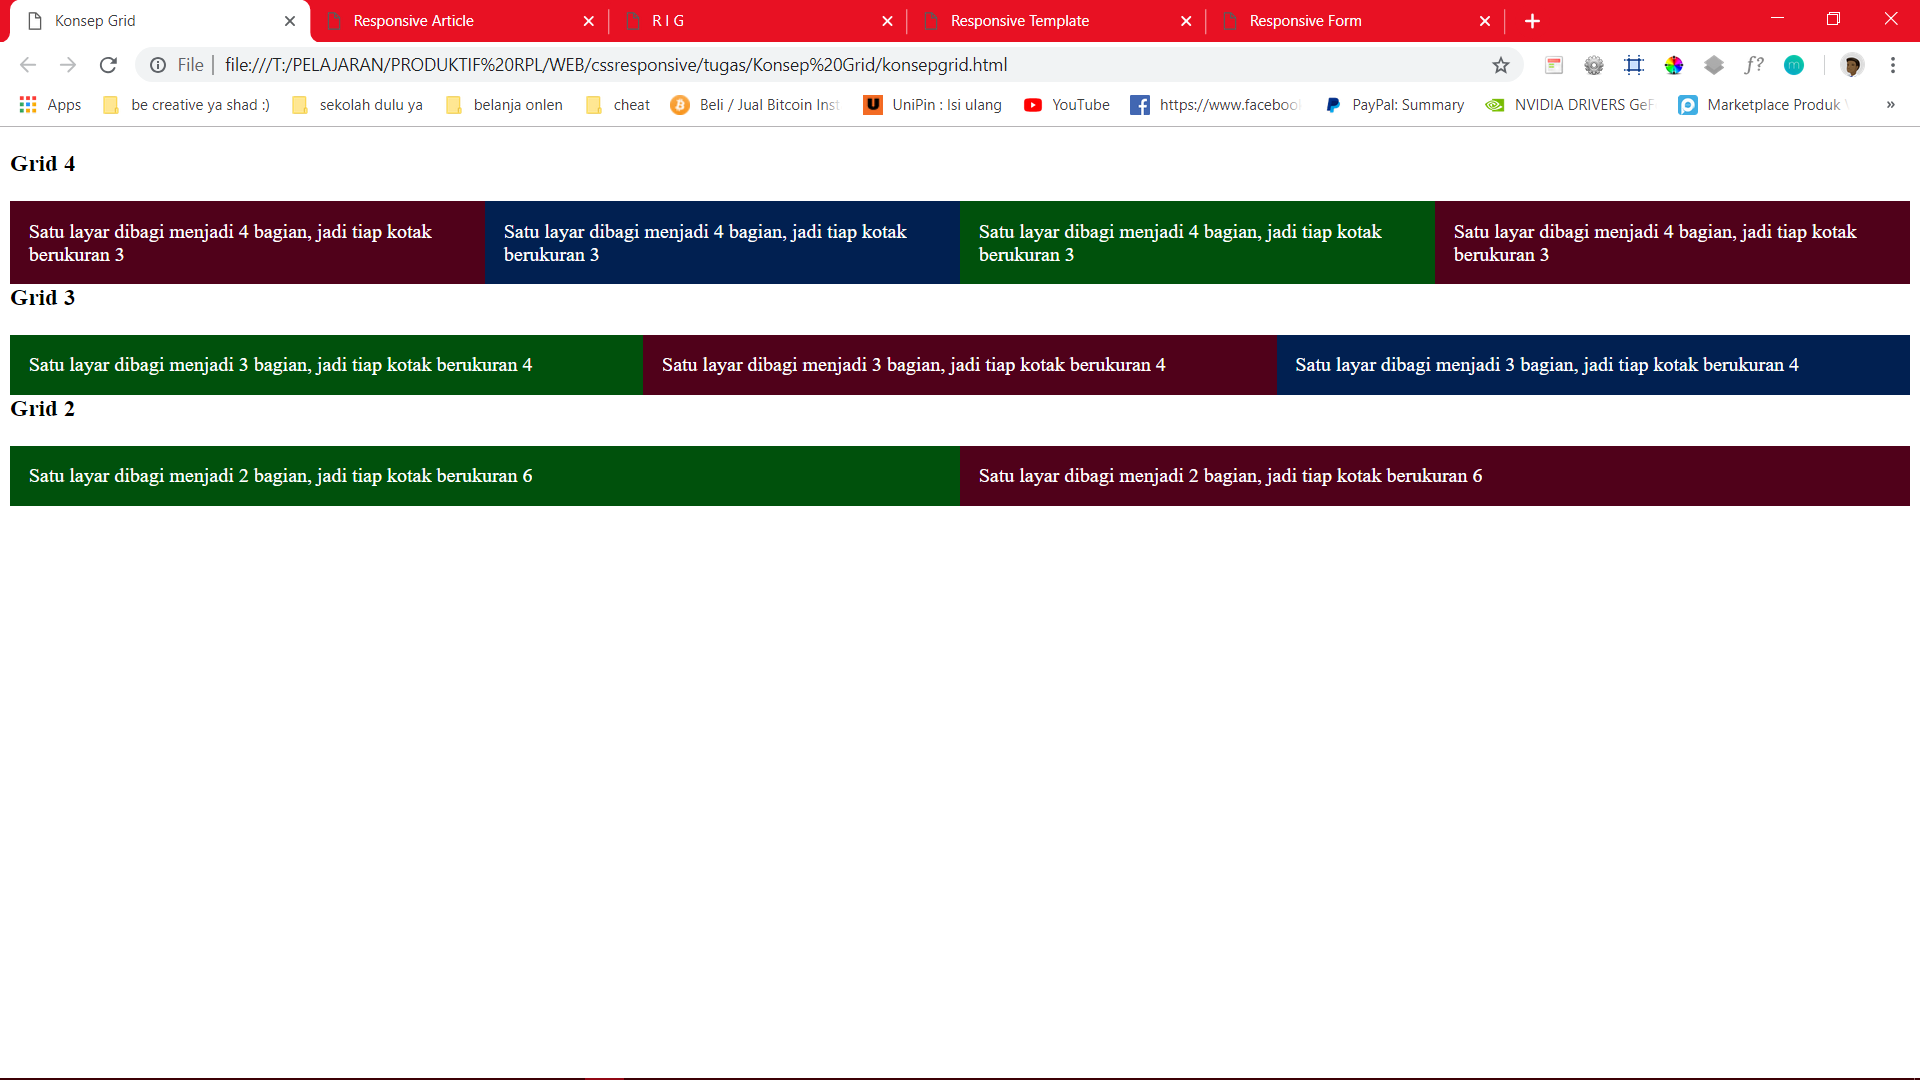 Konsep Grid
Responsive Article
R I G
Responsive Template
Responsive Form
File
file:///T:/PELAJARAN/PRODUKTIF%20RPL/WEB/cssresponsive/tugas/Konsep%20Grid/konsepgrid.html
f?
m
Apps
be creative ya shad :)
sekolah dulu ya
belanja onlen
cheat
Beli / Jual Bitcoin Inst
UniPin : Isi ulang
YouTube
https://www.faceboo
PayPal: Summary
NVIDIA DRIVERS GeF
Marketplace Produk
»
Grid 4
Satu layar dibagi menjadi 4 bagian, jadi tiap kotak
berukuran 3
Satu layar dibagi menjadi 4 bagian, jadi tiap kotak
berukuran 3
Satu layar dibagi menjadi 4 bagian, jadi tiap kotak
berukuran 3
Satu layar dibagi menjadi 4 bagian, jadi tiap kotak
berukuran 3
Grid 3
Satu layar dibagi menjadi 3 bagian, jadi tiap kotak berukuran 4
Satu layar dibagi menjadi 3 bagian, jadi tiap kotak berukuran 4
Satu layar dibagi menjadi 3 bagian, jadi tiap kotak berukuran 4
Grid 2
Satu layar dibagi menjadi 2 bagian, jadi tiap kotak berukuran 6
Satu layar dibagi menjadi 2 bagian, jadi tiap kotak berukuran 6